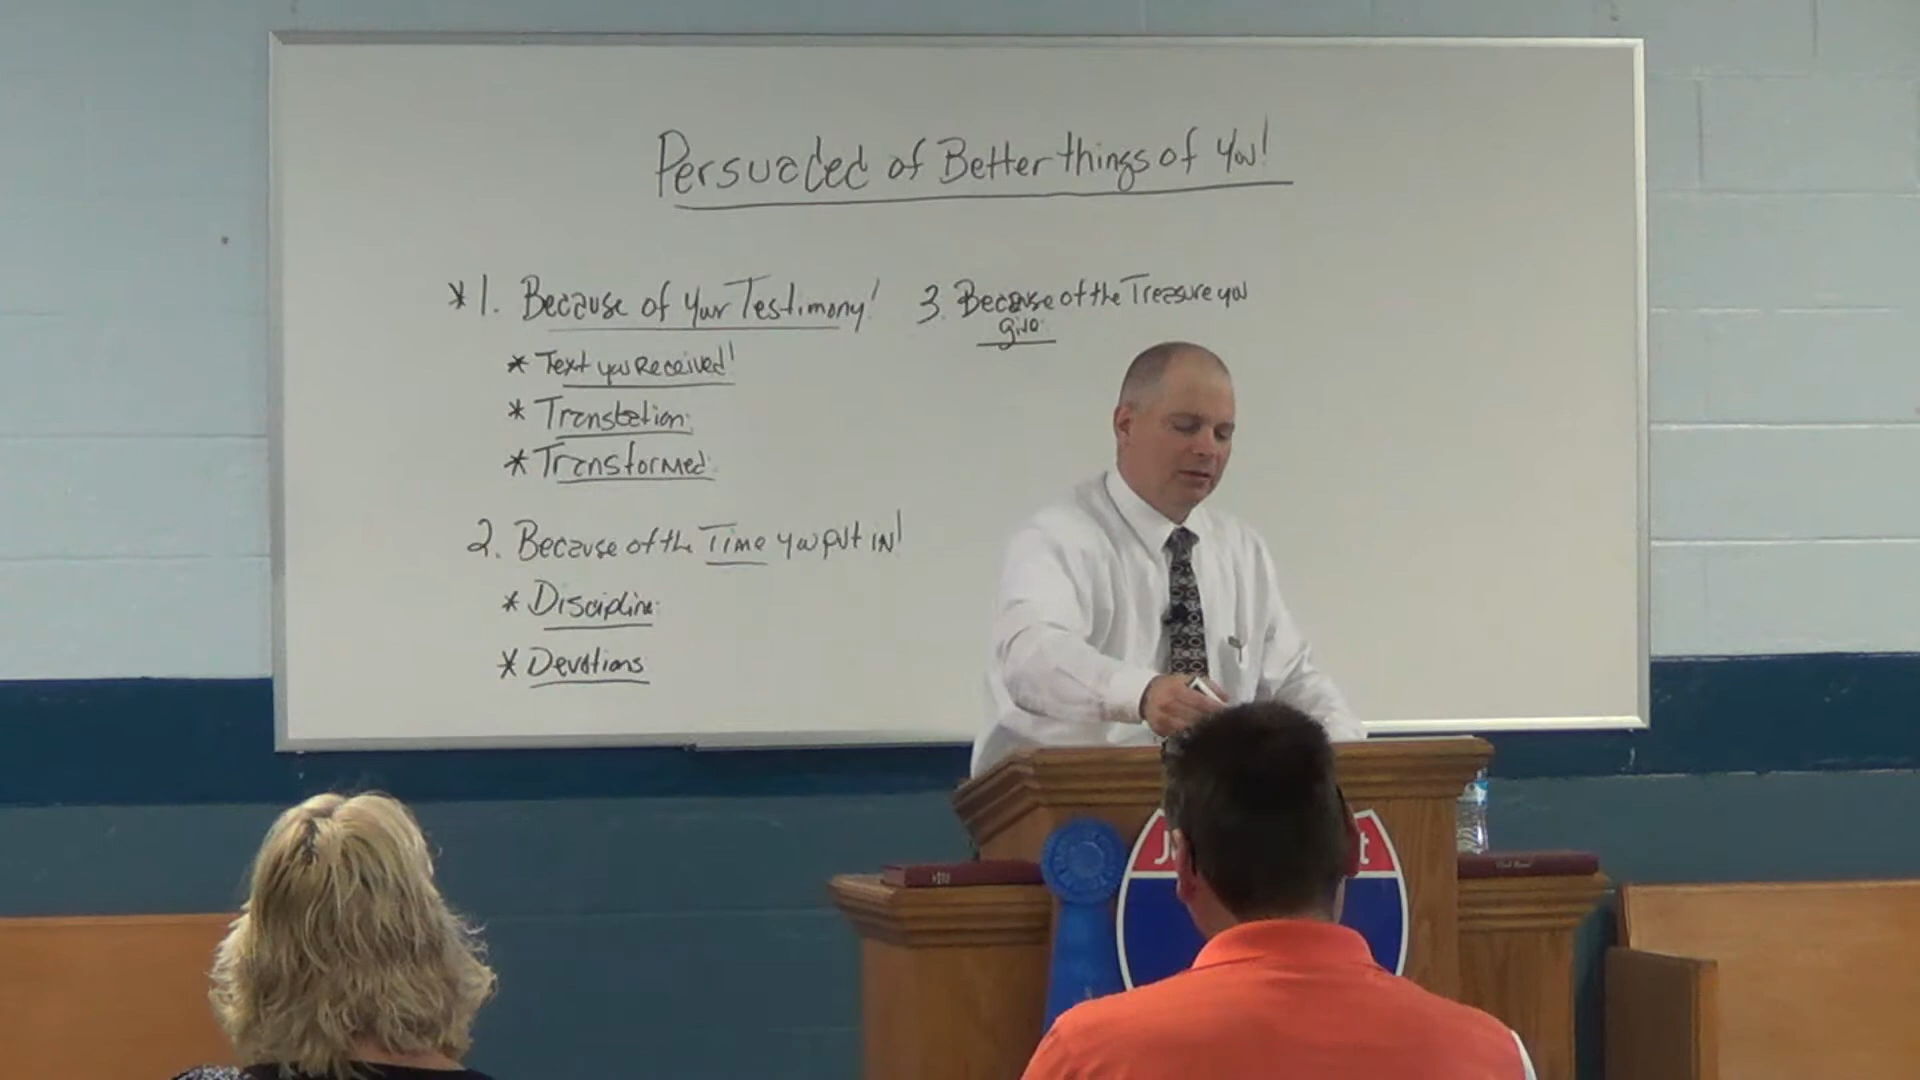 Persuaded of Better things of You!
*1. Because of Your Testimony!
* Text you Received!
* Translation
* Transformed
2. Because of the Time you put in!
* Discipline
* Devotions
3. Because of the Treasure you
give